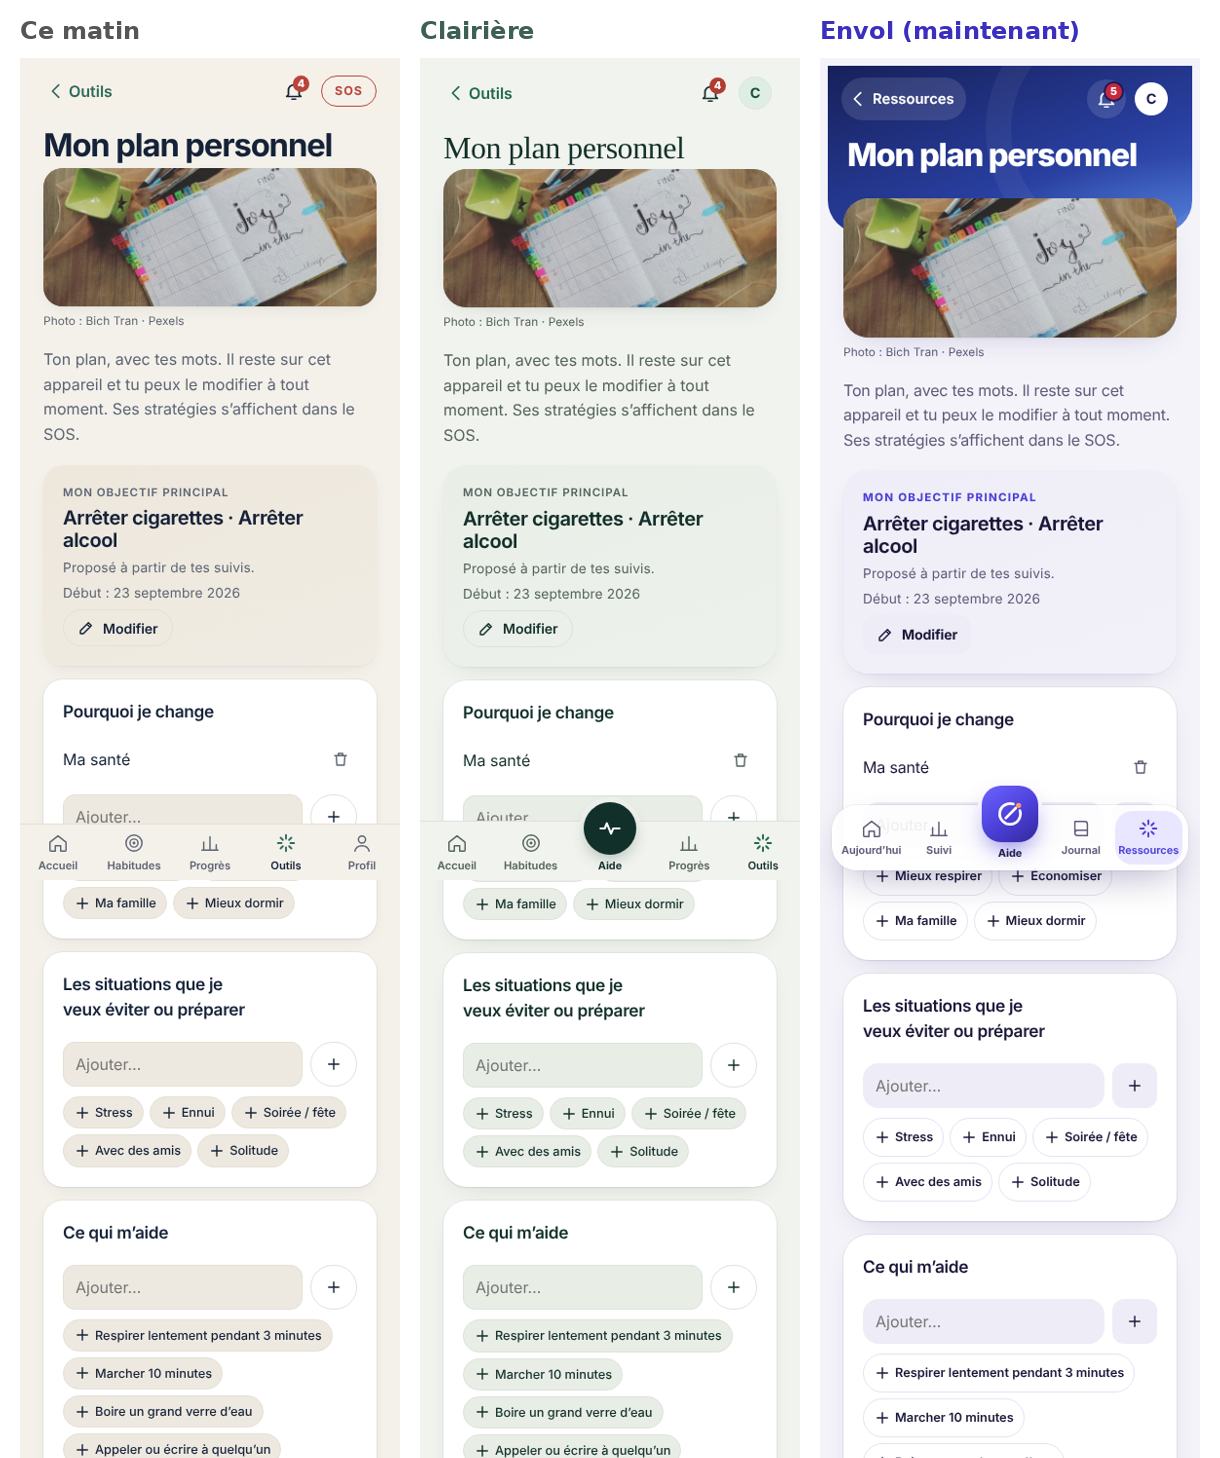 Ce matin
Outils
4
SOS
Mon plan personnel
FIND
Joy
in the
Photo : Bich Tran · Pexels
Ton plan, avec tes mots. Il reste sur cet
appareil et tu peux le modifier à tout
moment. Ses stratégies s’affichent dans le
SOS.
MON OBJECTIF PRINCIPAL
Arrêter cigarettes · Arrêter
alcool
Proposé à partir de tes suivis.
Début : 23 septembre 2026
Modifier
Pourquoi je change
Ma santé
Ajouter...
Accueil
Habitudes
Progrès
Outils
Profil
Ma famille
Mieux dormir
Les situations que je
veux éviter ou préparer
Ajouter...
Stress
Ennui
Soirée / fête
Avec des amis
Solitude
Ce qui m’aide
Ajouter...
Respirer lentement pendant 3 minutes
Marcher 10 minutes
Boire un grand verre d’eau
Appeler ou écrire à quelqu’un
Clairière
Outils
4
C
Mon plan personnel
FIND
Joy
in the
Photo : Bich Tran · Pexels
Ton plan, avec tes mots. Il reste sur cet
appareil et tu peux le modifier à tout
moment. Ses stratégies s’affichent dans le
SOS.
MON OBJECTIF PRINCIPAL
Arrêter cigarettes · Arrêter
alcool
Proposé à partir de tes suivis.
Début : 23 septembre 2026
Modifier
Pourquoi je change
Ma santé
Ajouter...
Accueil
Habitudes
Aide
Progrès
Outils
Ma famille
Mieux dormir
Les situations que je
veux éviter ou préparer
Ajouter...
Stress
Ennui
Soirée / fête
Avec des amis
Solitude
Ce qui m’aide
Ajouter...
Respirer lentement pendant 3 minutes
Marcher 10 minutes
Boire un grand verre d’eau
Appeler ou écrire à quelqu’un
Envol (maintenant)
Ressources
5
C
Mon plan personnel
FIND
Joy
in the
Photo : Bich Tran · Pexels
Ton plan, avec tes mots. Il reste sur cet
appareil et tu peux le modifier à tout moment.
Ses stratégies s’affichent dans le SOS.
MON OBJECTIF PRINCIPAL
Arrêter cigarettes · Arrêter
alcool
Proposé à partir de tes suivis.
Début : 23 septembre 2026
Modifier
Pourquoi je change
Ma santé
Ajouter...
Aujourd’hui
Suivi
Aide
Journal
Ressources
Mieux respirer
Économiser
Ma famille
Mieux dormir
Les situations que je
veux éviter ou préparer
Ajouter...
Stress
Ennui
Soirée / fête
Avec des amis
Solitude
Ce qui m’aide
Ajouter...
Respirer lentement pendant 3 minutes
Marcher 10 minutes